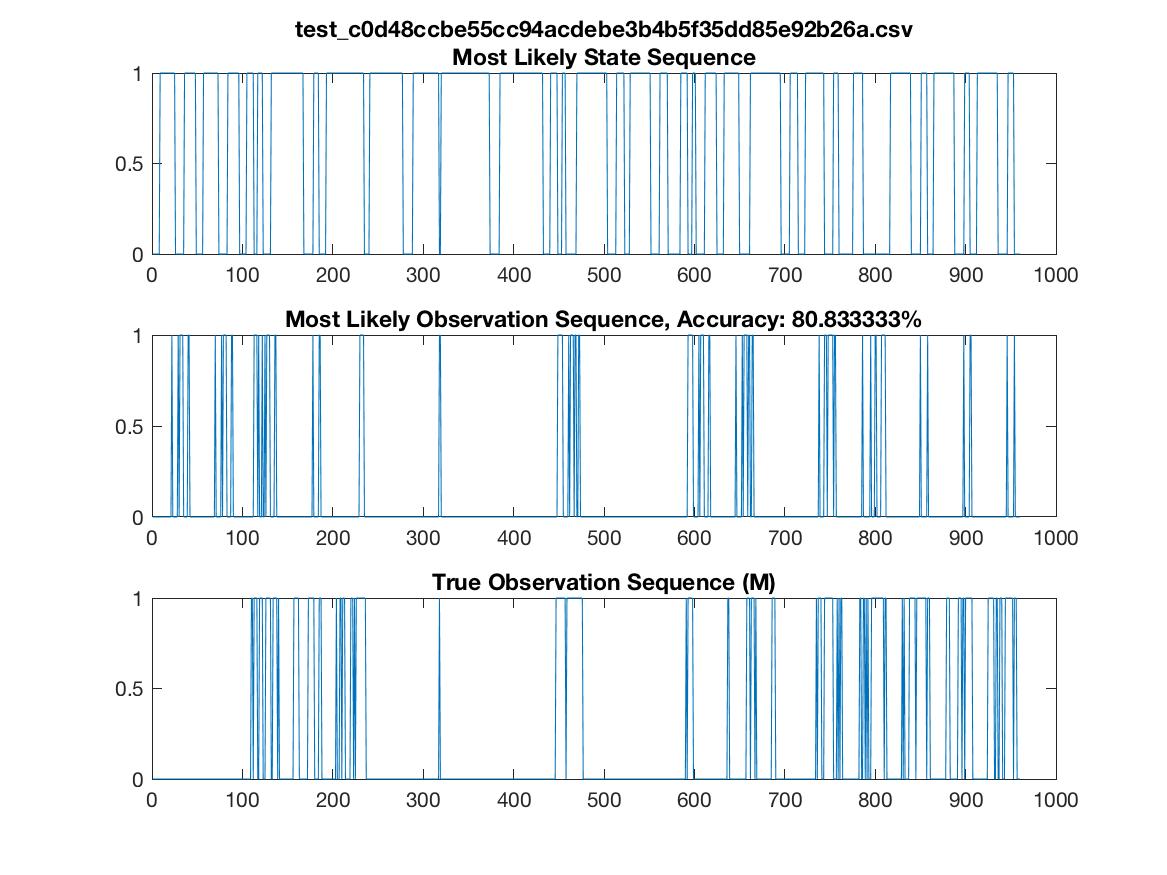 test_c0d48ccbe55cc94acdebe3b4b5f35dd85e92b26a.csv
Most Likely State Sequence
1
0.5
0
0 100 200 300 400 500 600 700 800 900 1000
Most Likely Observation Sequence, Accuracy: 80.833333%
1
0.5
0
0 100 200 300 400 500 600 700 800 900 1000
True Observation Sequence (M)
1
0.5
0
0 100 200 300 400 500 600 700 800 900 1000